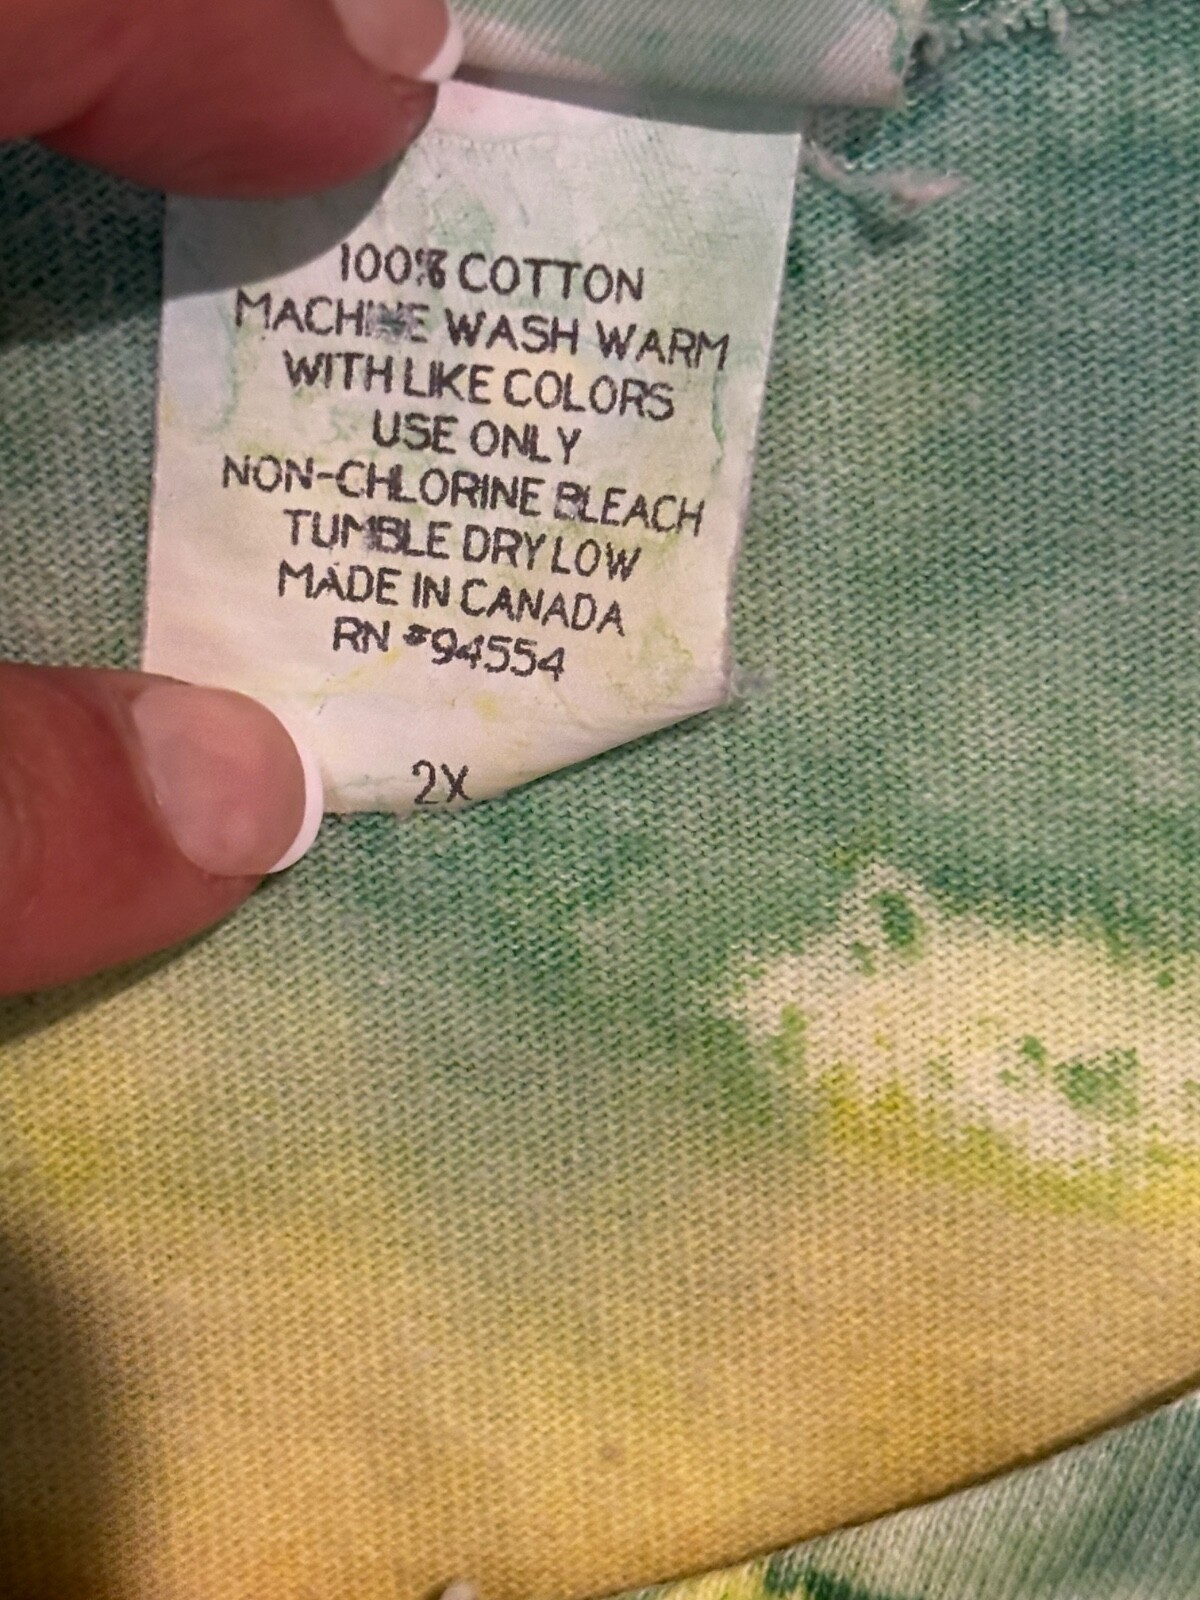 100% COTTON
MACHINE WASH WARM
WITH LIKE COLORS
USE ONLY
NON-CHLORINE BLEACH
TUMBLE DRY LOW
MADE IN CANADA
RN #94554
2X